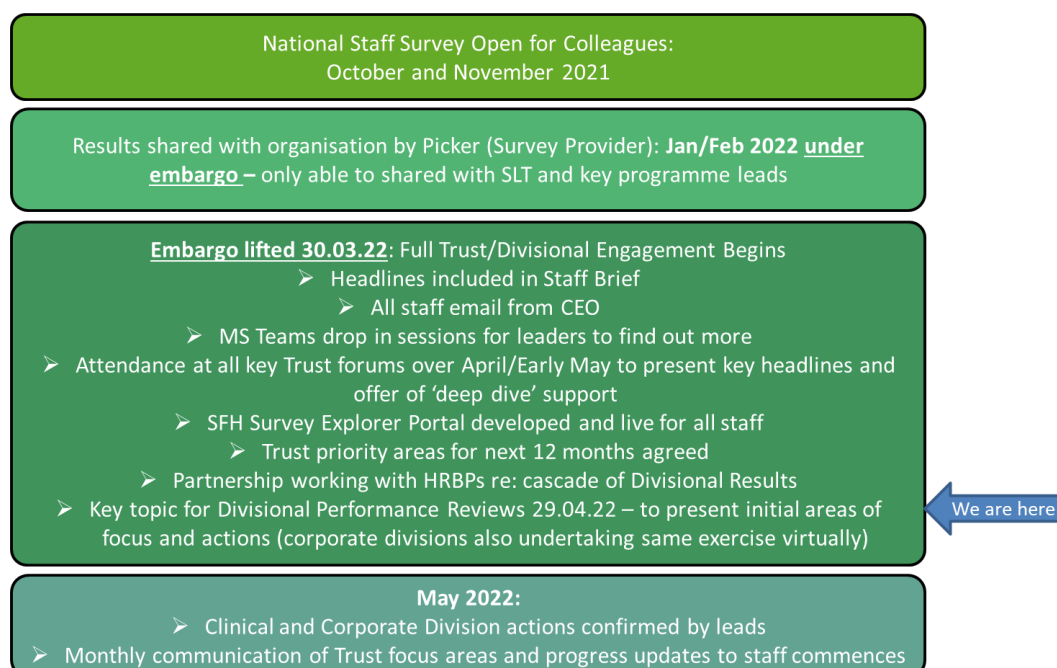 National Staff Survey Open for Colleagues:
October and November 2021
Results shared with organisation by Picker (Survey Provider): Jan/Feb 2022 under
embargo – only able to shared with SLT and key programme leads
Embargo lifted 30.03.22: Full Trust/Divisional Engagement Begins
➢ Headlines included in Staff Brief
➢ All staff email from CEO
➢ MS Teams drop in sessions for leaders to find out more
➢ Attendance at all key Trust forums over April/Early May to present key headlines and
offer of ‘deep dive’ support
➢ SFH Survey Explorer Portal developed and live for all staff
➢ Trust priority areas for next 12 months agreed
➢ Partnership working with HRBPs re: cascade of Divisional Results
➢ Key topic for Divisional Performance Reviews 29.04.22 – to present initial areas of
focus and actions (corporate divisions also undertaking same exercise virtually)
We are here
May 2022:
➢ Clinical and Corporate Division actions confirmed by leads
➢ Monthly communication of Trust focus areas and progress updates to staff commences